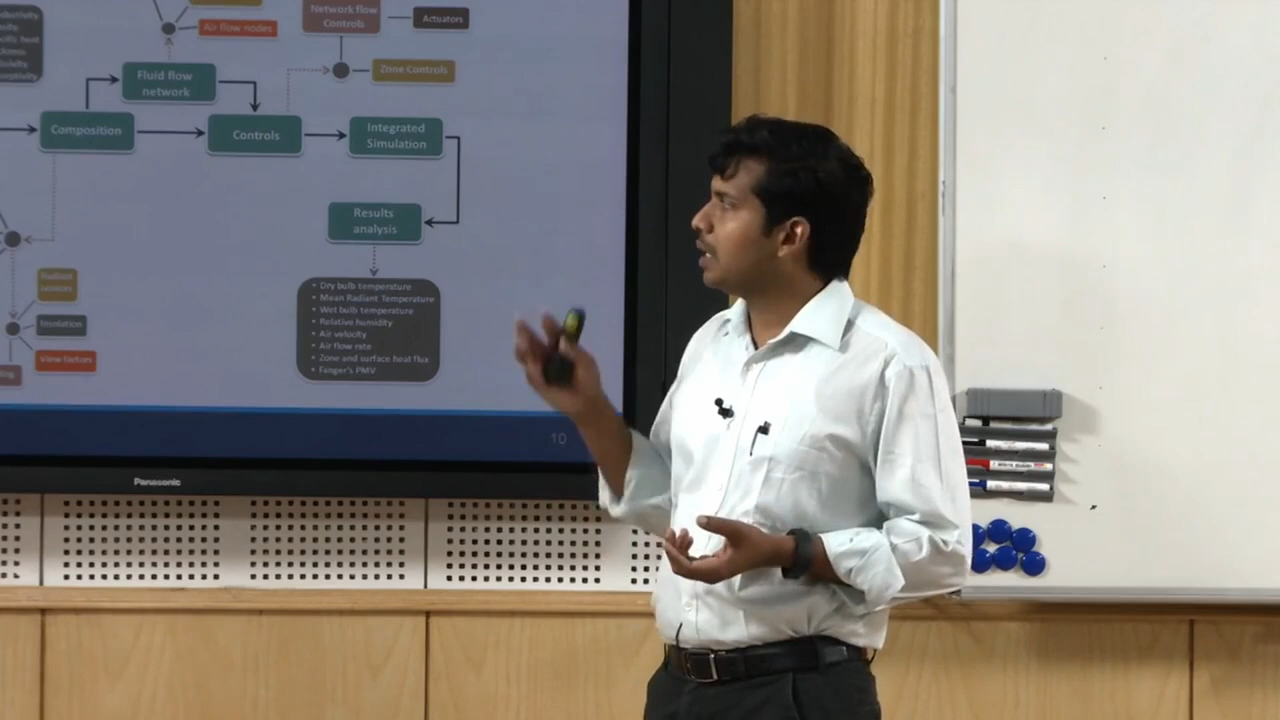 Network flow
Controls
Actuators
Air flow nodes
Zone Controls
Fluid flow
network
Composition
Controls
Integrated
Simulation
Results
analysis
Insolation
View factors
• Dry bulb temperature
• Mean Radiant Temperature
• Wet bulb temperature
• Relative humidity
• Air velocity
• Air flow rate
• Zone and surface heat flux
• Fanger's PMV
10
Panasonic